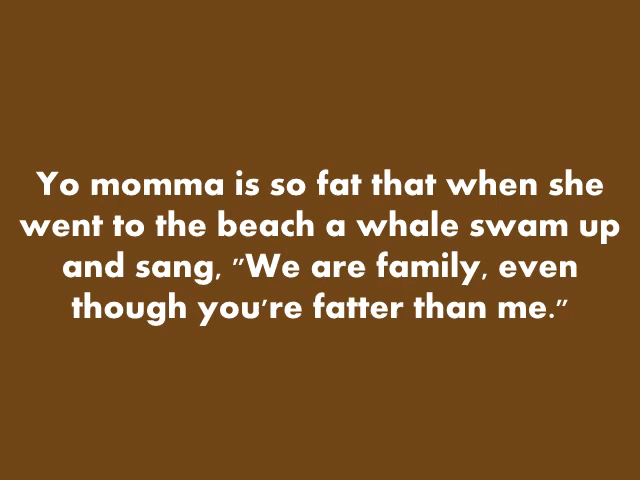 Yo momma is so fat that when she
went to the beach a whale swam up
and sang, "We are family, even
though you're fatter than me."